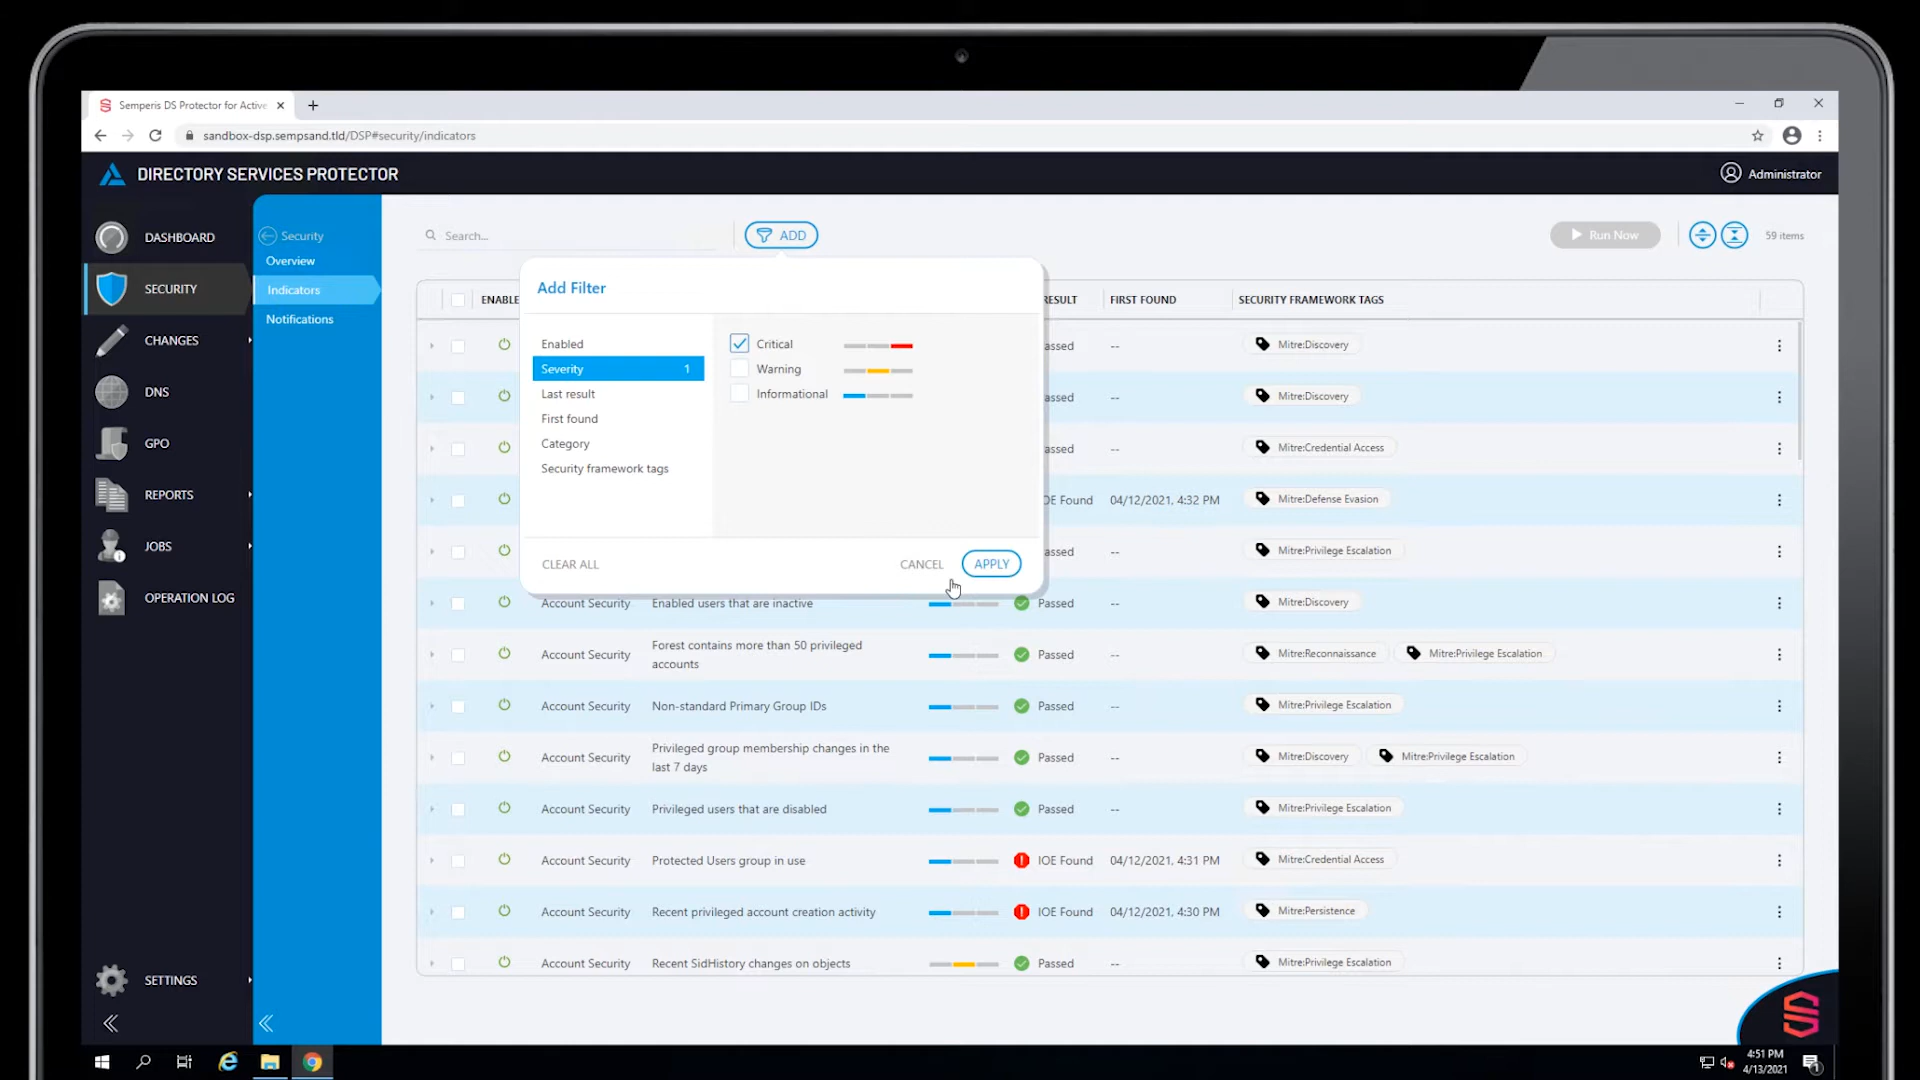 Semperis DS Protector for Active
sandbox-dsp.sempsand.tld/DSP#security/indicators
DIRECTORY SERVICES PROTECTOR
Administrator
DASHBOARD
SECURITY
CHANGES
DNS
GPO
REPORTS
JOBS
OPERATION LOG
SETTINGS
Security
Overview
Indicators
Notifications
Search...
ADD
Run Now
59 items
ENABLE
RESULT
FIRST FOUND
SECURITY FRAMEWORK TAGS
Add Filter
Enabled
Severity 1
Last result
First found
Category
Security framework tags
Critical
Warning
Informational
CLEAR ALL
CANCEL
APPLY
assed -- Mitre:Discovery
assed -- Mitre:Discovery
assed -- Mitre:Credential Access
OE Found 04/12/2021, 4:32 PM Mitre:Defense Evasion
assed -- Mitre:Privilege Escalation
Account Security Enabled users that are inactive Passed -- Mitre:Discovery
Account Security Forest contains more than 50 privileged
accounts Passed -- Mitre:Reconnaissance Mitre:Privilege Escalation
Account Security Non-standard Primary Group IDs Passed -- Mitre:Privilege Escalation
Account Security Privileged group membership changes in the
last 7 days Passed -- Mitre:Discovery Mitre:Privilege Escalation
Account Security Privileged users that are disabled Passed -- Mitre:Privilege Escalation
Account Security Protected Users group in use IOE Found 04/12/2021, 4:31 PM Mitre:Credential Access
Account Security Recent privileged account creation activity IOE Found 04/12/2021, 4:30 PM Mitre:Persistence
Account Security Recent SidHistory changes on objects Passed -- Mitre:Privilege Escalation
4:51 PM
4/13/2021
1